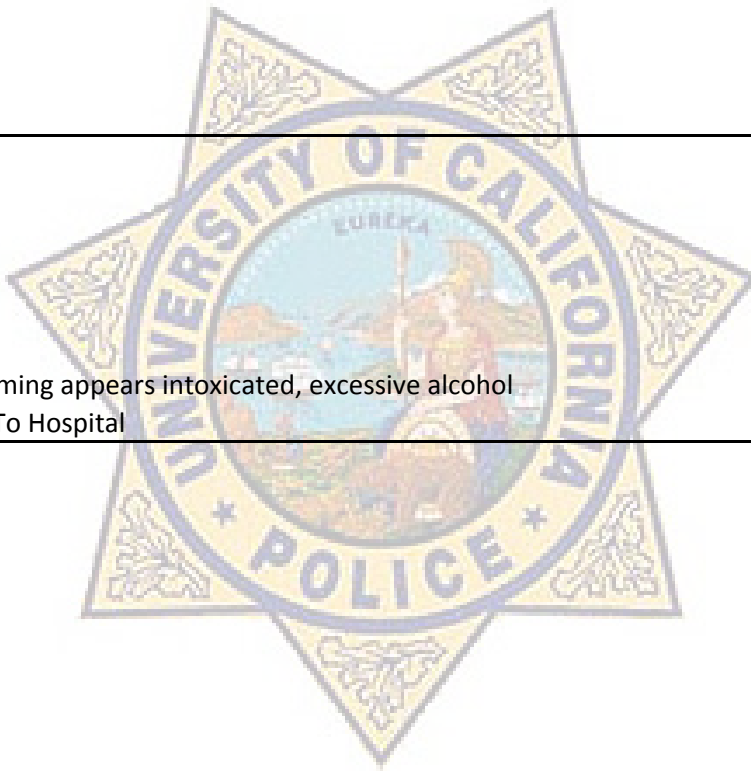 UNIVERSITY OF CALIFORNIA
EUREKA
ming appears intoxicated, excessive alcohol
To Hospital
POLICE